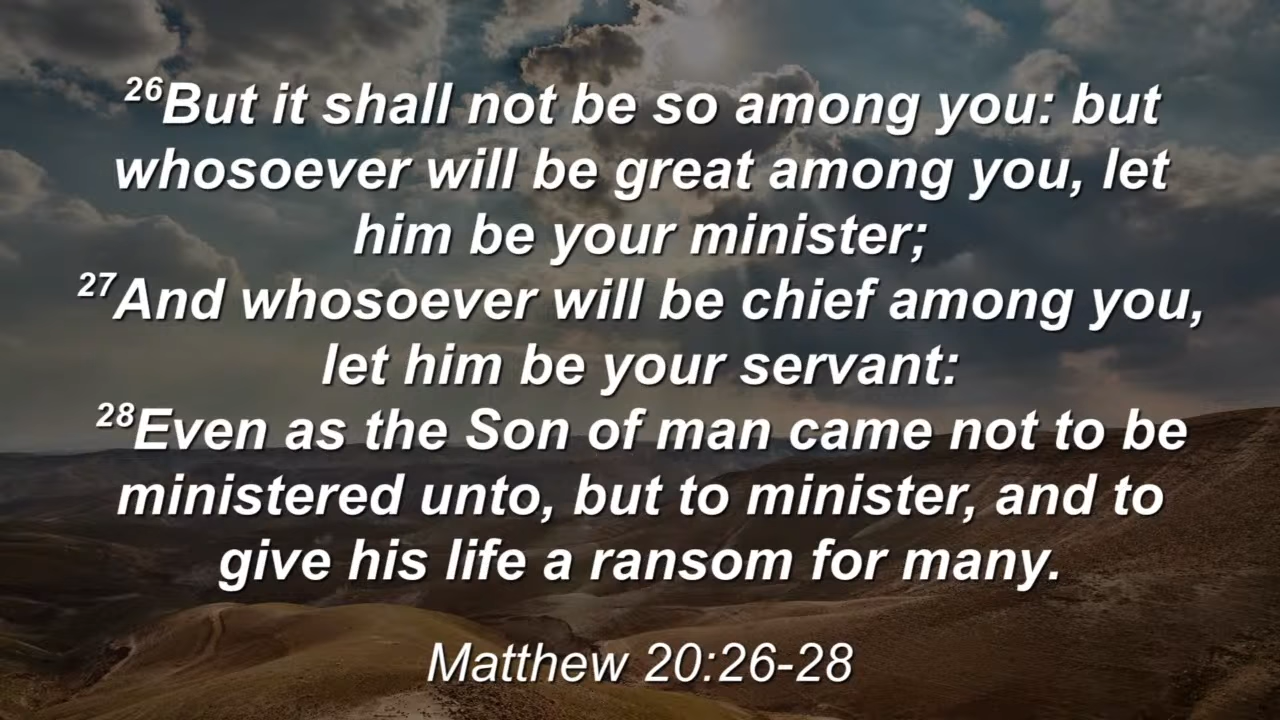 26But it shall not be so among you: but
whosoever will be great among you, let
him be your minister;
27And whosoever will be chief among you,
let him be your servant:
28Even as the Son of man came not to be
ministered unto, but to minister, and to
give his life a ransom for many.
Matthew 20:26-28